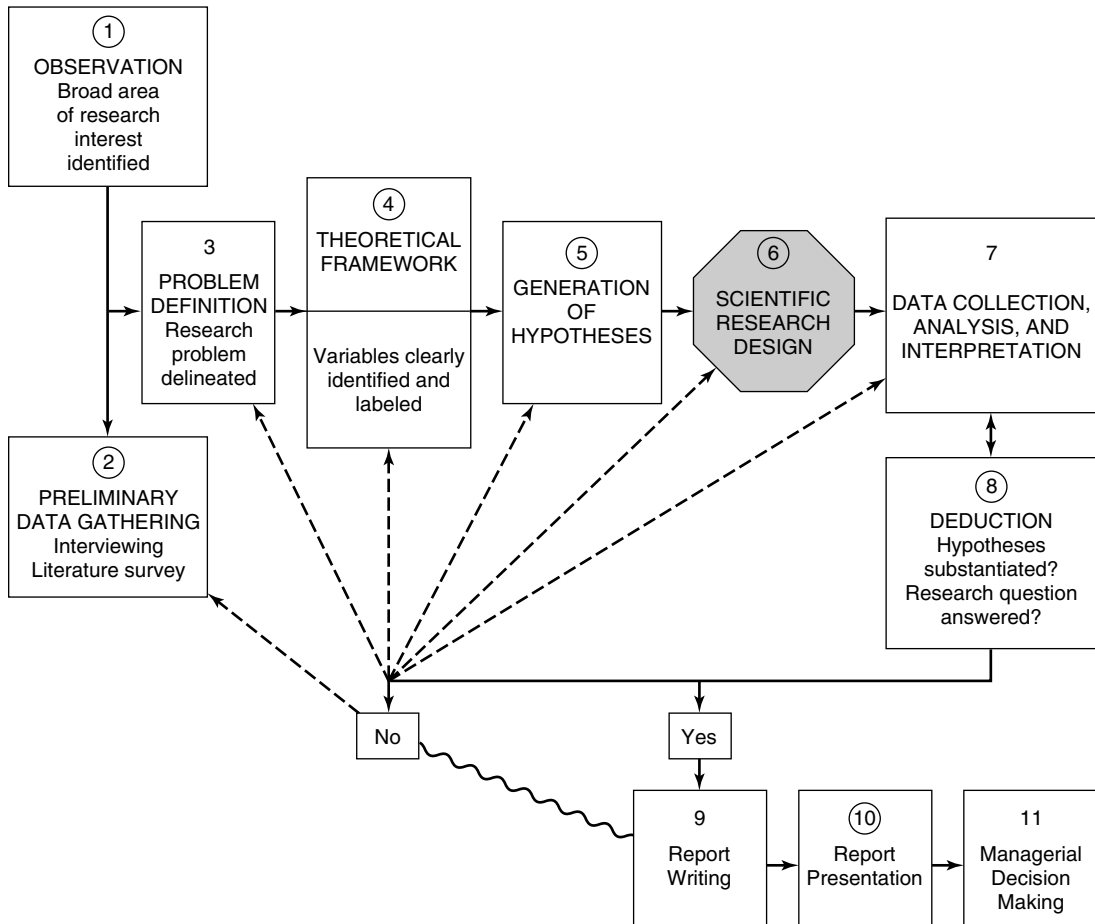 1
OBSERVATION
Broad area
of research
interest
identified
2
PRELIMINARY
DATA GATHERING
Interviewing
Literature survey
3
PROBLEM
DEFINITION
Research
problem
delineated
4
THEORETICAL
FRAMEWORK
Variables clearly
identified and
labeled
5
GENERATION
OF
HYPOTHESES
6
SCIENTIFIC
RESEARCH
DESIGN
7
DATA COLLECTION,
ANALYSIS, AND
INTERPRETATION
8
DEDUCTION
Hypotheses
substantiated?
Research question
answered?
No
Yes
9
Report
Writing
10
Report
Presentation
11
Managerial
Decision
Making